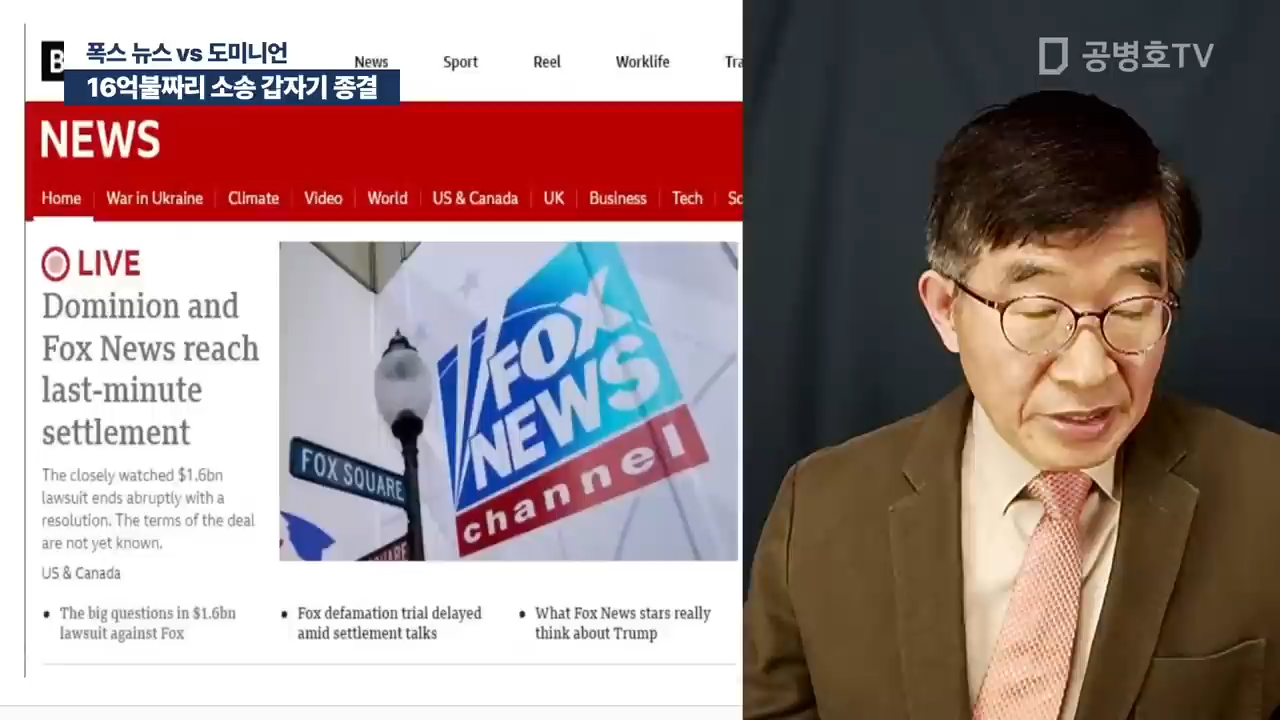 폭스 뉴스 vs 도미니언
16억불짜리 소송 갑자기 종결
공병호TV
B
News
Sport
Reel
Worklife
NEWS
Home
War in Ukraine
Climate
Video
World
US & Canada
UK
Business
Tech
LIVE
Dominion and
Fox News reach
last-minute
settlement
The closely watched $1.6bn
lawsuit ends abruptly with a
resolution. The terms of the deal
are not yet known.
US & Canada
FOX
NEWS
channel
FOX SQUARE
The big questions in $1.6bn
lawsuit against Fox
Fox defamation trial delayed
amid settlement talks
What Fox News stars really
think about Trump